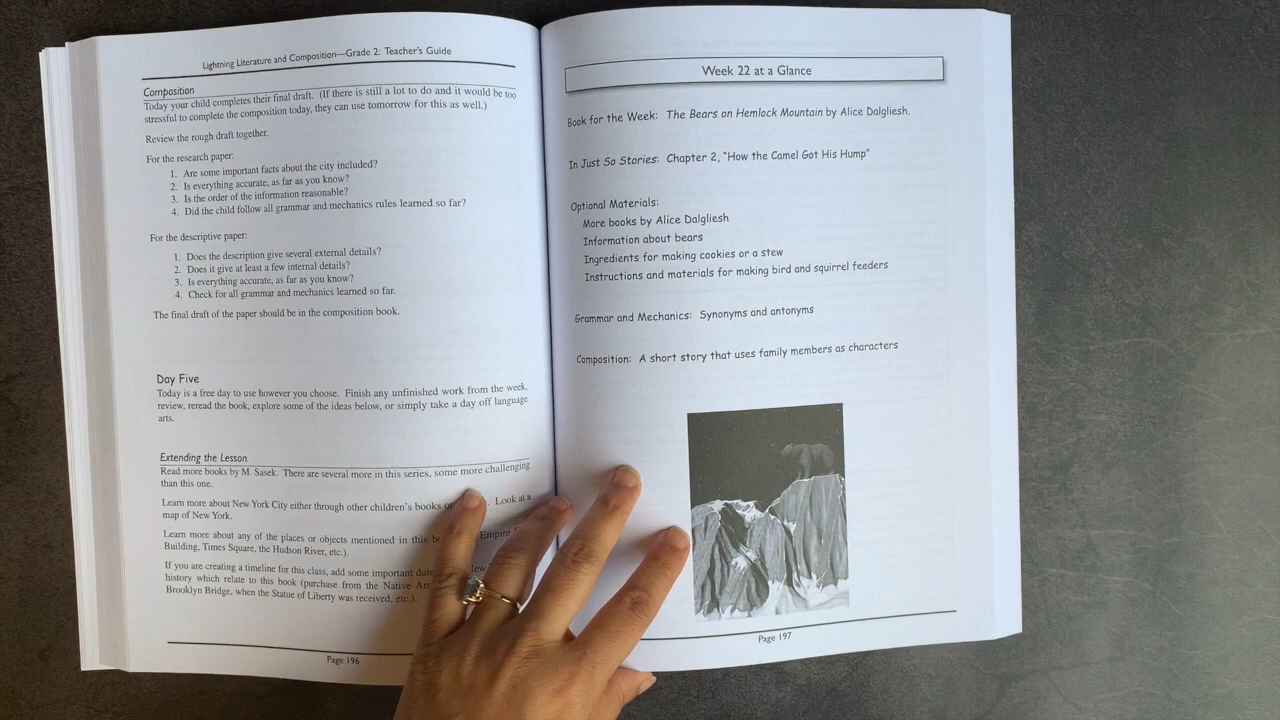 Lightning Literature and Composition—Grade 2: Teacher's Guide
Composition
Today your child completes their final draft. (If there is still a lot to do and it would be too
stressful to complete the composition today, they can use tomorrow for this as well.)
Review the rough draft together.
For the research paper:
1. Are some important facts about the city included?
2. Is everything accurate, as far as you know?
3. Is the order of the information reasonable?
4. Did the child follow all grammar and mechanics rules learned so far?
For the descriptive paper:
1. Does the description give several external details?
2. Does it give at least a few internal details?
3. Is everything accurate, as far as you know?
4. Check for all grammar and mechanics learned so far.
The final draft of the paper should be in the composition book.
Day Five
Today is a free day to use however you choose. Finish any unfinished work from the week,
review, reread the book, explore some of the ideas below, or simply take a day off language
arts.
Extending the Lesson
Read more books by M. Sasek. There are several more in this series, some more challenging
than this one.
Learn more about New York City either through other children's books Look at a
map of New York.
Learn more about any of the places or objects mentioned in this Empire
Building, Times Square, the Hudson River, etc.).
If you are creating a timeline for this class, add some important
history which relate to this book (purchase from the Native
Brooklyn Bridge, when the Statue of Liberty was received, etc.).
Page 196
Week 22 at a Glance
Book for the Week: The Bears on Hemlock Mountain by Alice Dalgliesh.
In Just So Stories: Chapter 2, "How the Camel Got His Hump"
Optional Materials:
More books by Alice Dalgliesh
Information about bears
Ingredients for making cookies or a stew
Instructions and materials for making bird and squirrel feeders
Grammar and Mechanics: Synonyms and antonyms
Composition: A short story that uses family members as characters
Page 197